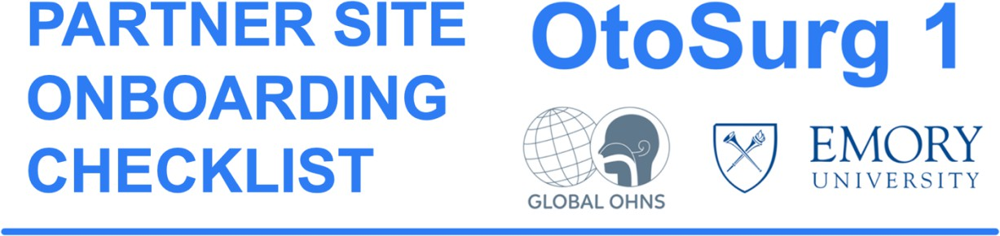 PARTNER SITE
ONBOARDING
CHECKLIST
OtoSurg 1
GLOBAL OHNS
EMORY
UNIVERSITY